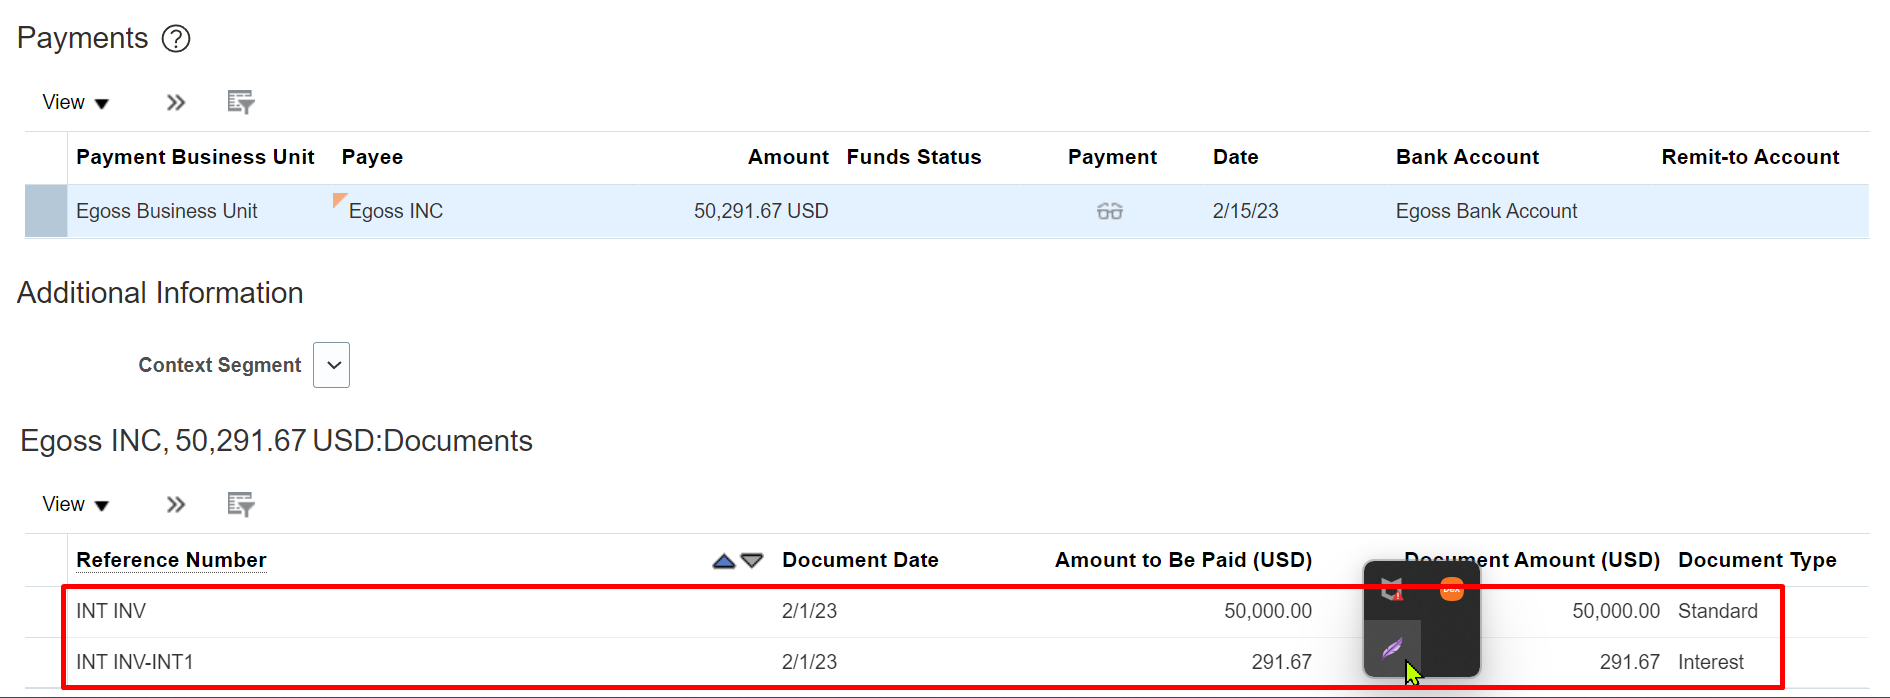 Payments ?
View
Payment Business Unit Payee Amount Funds Status Payment Date Bank Account Remit-to Account
Egoss Business Unit Egoss INC 50,291.67 USD 2/15/23 Egoss Bank Account
Additional Information
Context Segment
Egoss INC, 50,291.67 USD:Documents
View
Reference Number Document Date Amount to Be Paid (USD) Document Amount (USD) Document Type
INT INV 2/1/23 50,000.00 50,000.00 Standard
INT INV-INT1 2/1/23 291.67 291.67 Interest